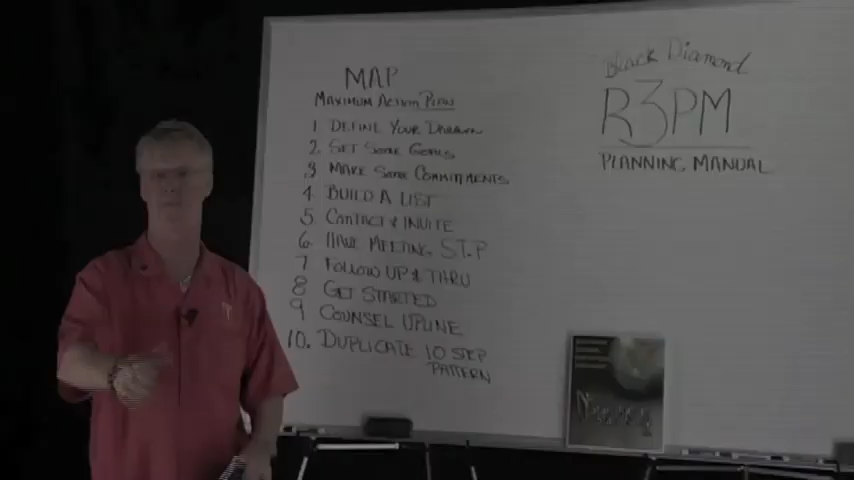 MAP
MAXIMUM ACTION PLAN
1 DEFINE YOUR DREAM
2. SET SOME GOALS
3. MAKE SOME COMMITMENTS
4. BUILD A LIST
5. CONTACT & INVITE
6. HAVE MEETING S.T.P
7 FOLLOW UP & THRU
8 GET STARTED
9 COUNSEL UPLINE
10. DUPLICATE 10 STEP
PATTERN
Black Diamond
R3PM
PLANNING MANUAL